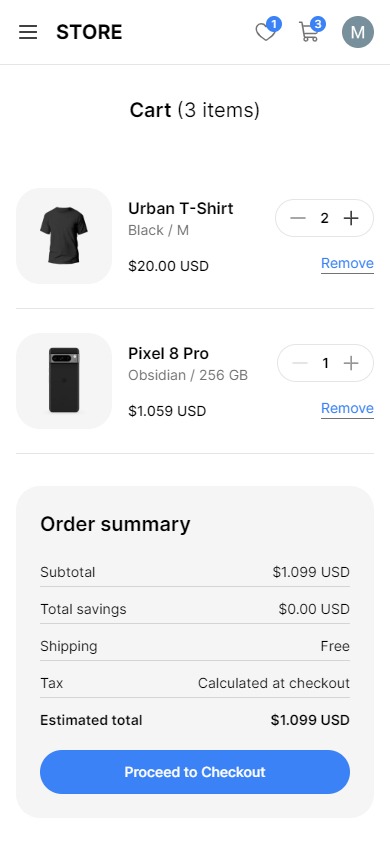 STORE
1
3
M
Cart (3 items)
Urban T-Shirt
Black / M
$20.00 USD
2
Remove
Pixel 8 Pro
Obsidian / 256 GB
$1.059 USD
1
Remove
Order summary
Subtotal $1.099 USD
Total savings $0.00 USD
Shipping Free
Tax Calculated at checkout
Estimated total $1.099 USD
Proceed to Checkout